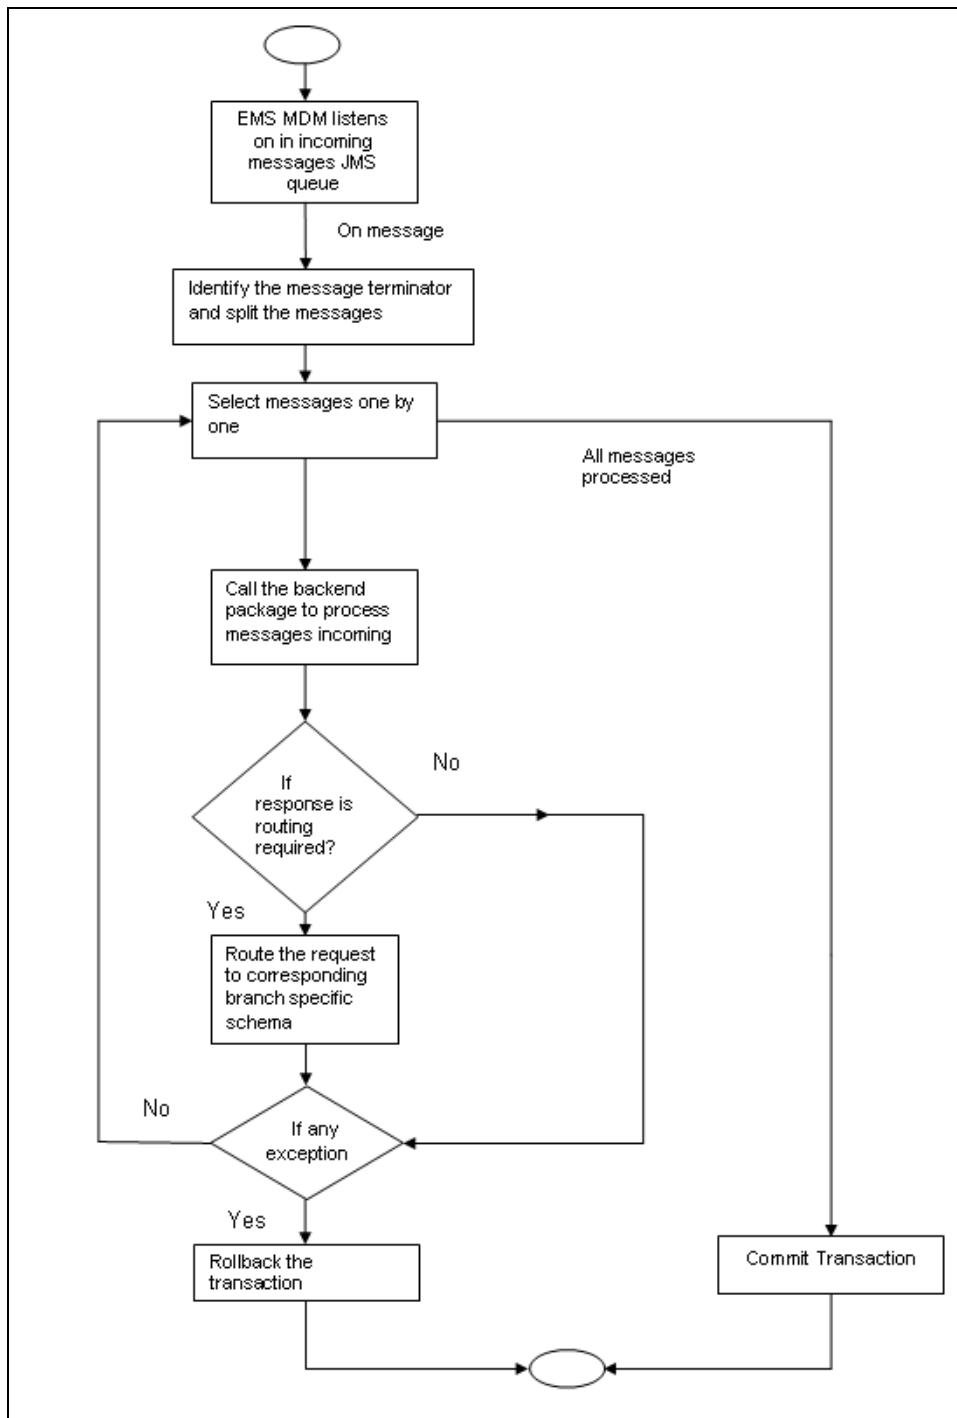 EMS MDM listens
on in incoming
messages JMS
queue
On message
Identify the message terminator
and split the messages
Select messages one by
one
All messages
processed
Call the backend
package to process
messages incoming
No
If
response is
routing
required?
Yes
Route the request
to corresponding
branch specific
schema
No
If any
exception
Yes
Rollback the
transaction
Commit Transaction